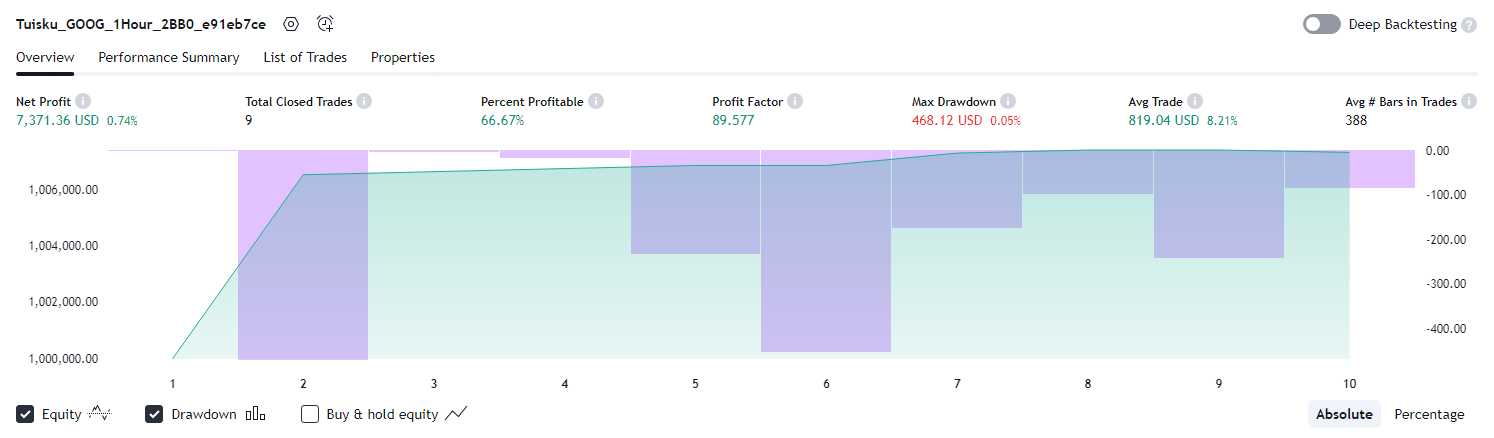 Tuisku_GOOG_1Hour_2BB0_e91eb7ce Deep Backtesting ?
Overview Performance Summary List of Trades Properties
Net Profit i Total Closed Trades i Percent Profitable i Profit Factor i Max Drawdown i Avg Trade i Avg # Bars in Trades i
7,371.36 USD 0.74% 9 66.67% 89.577 468.12 USD 0.05% 819.04 USD 8.21% 388
0.00
1,006,000.00 -100.00
1,004,000.00 -200.00
1,002,000.00 -300.00
-400.00
1,000,000.00
1 2 3 4 5 6 7 8 9 10
Equity Drawdown Buy & hold equity Absolute Percentage